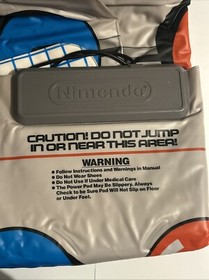 Nintendo
CAUTION! DO NOT JUMP
IN OR NEAR THIS AREA!
WARNING
• Follow Instructions and Warnings in Manual
• Do Not Wear Shoes
• Do Not Use If Under Medical Care
• The Power Pad May Be Slippery. Always
Check to be Sure Pad Will Not Slip on Floor
or Under Feet.